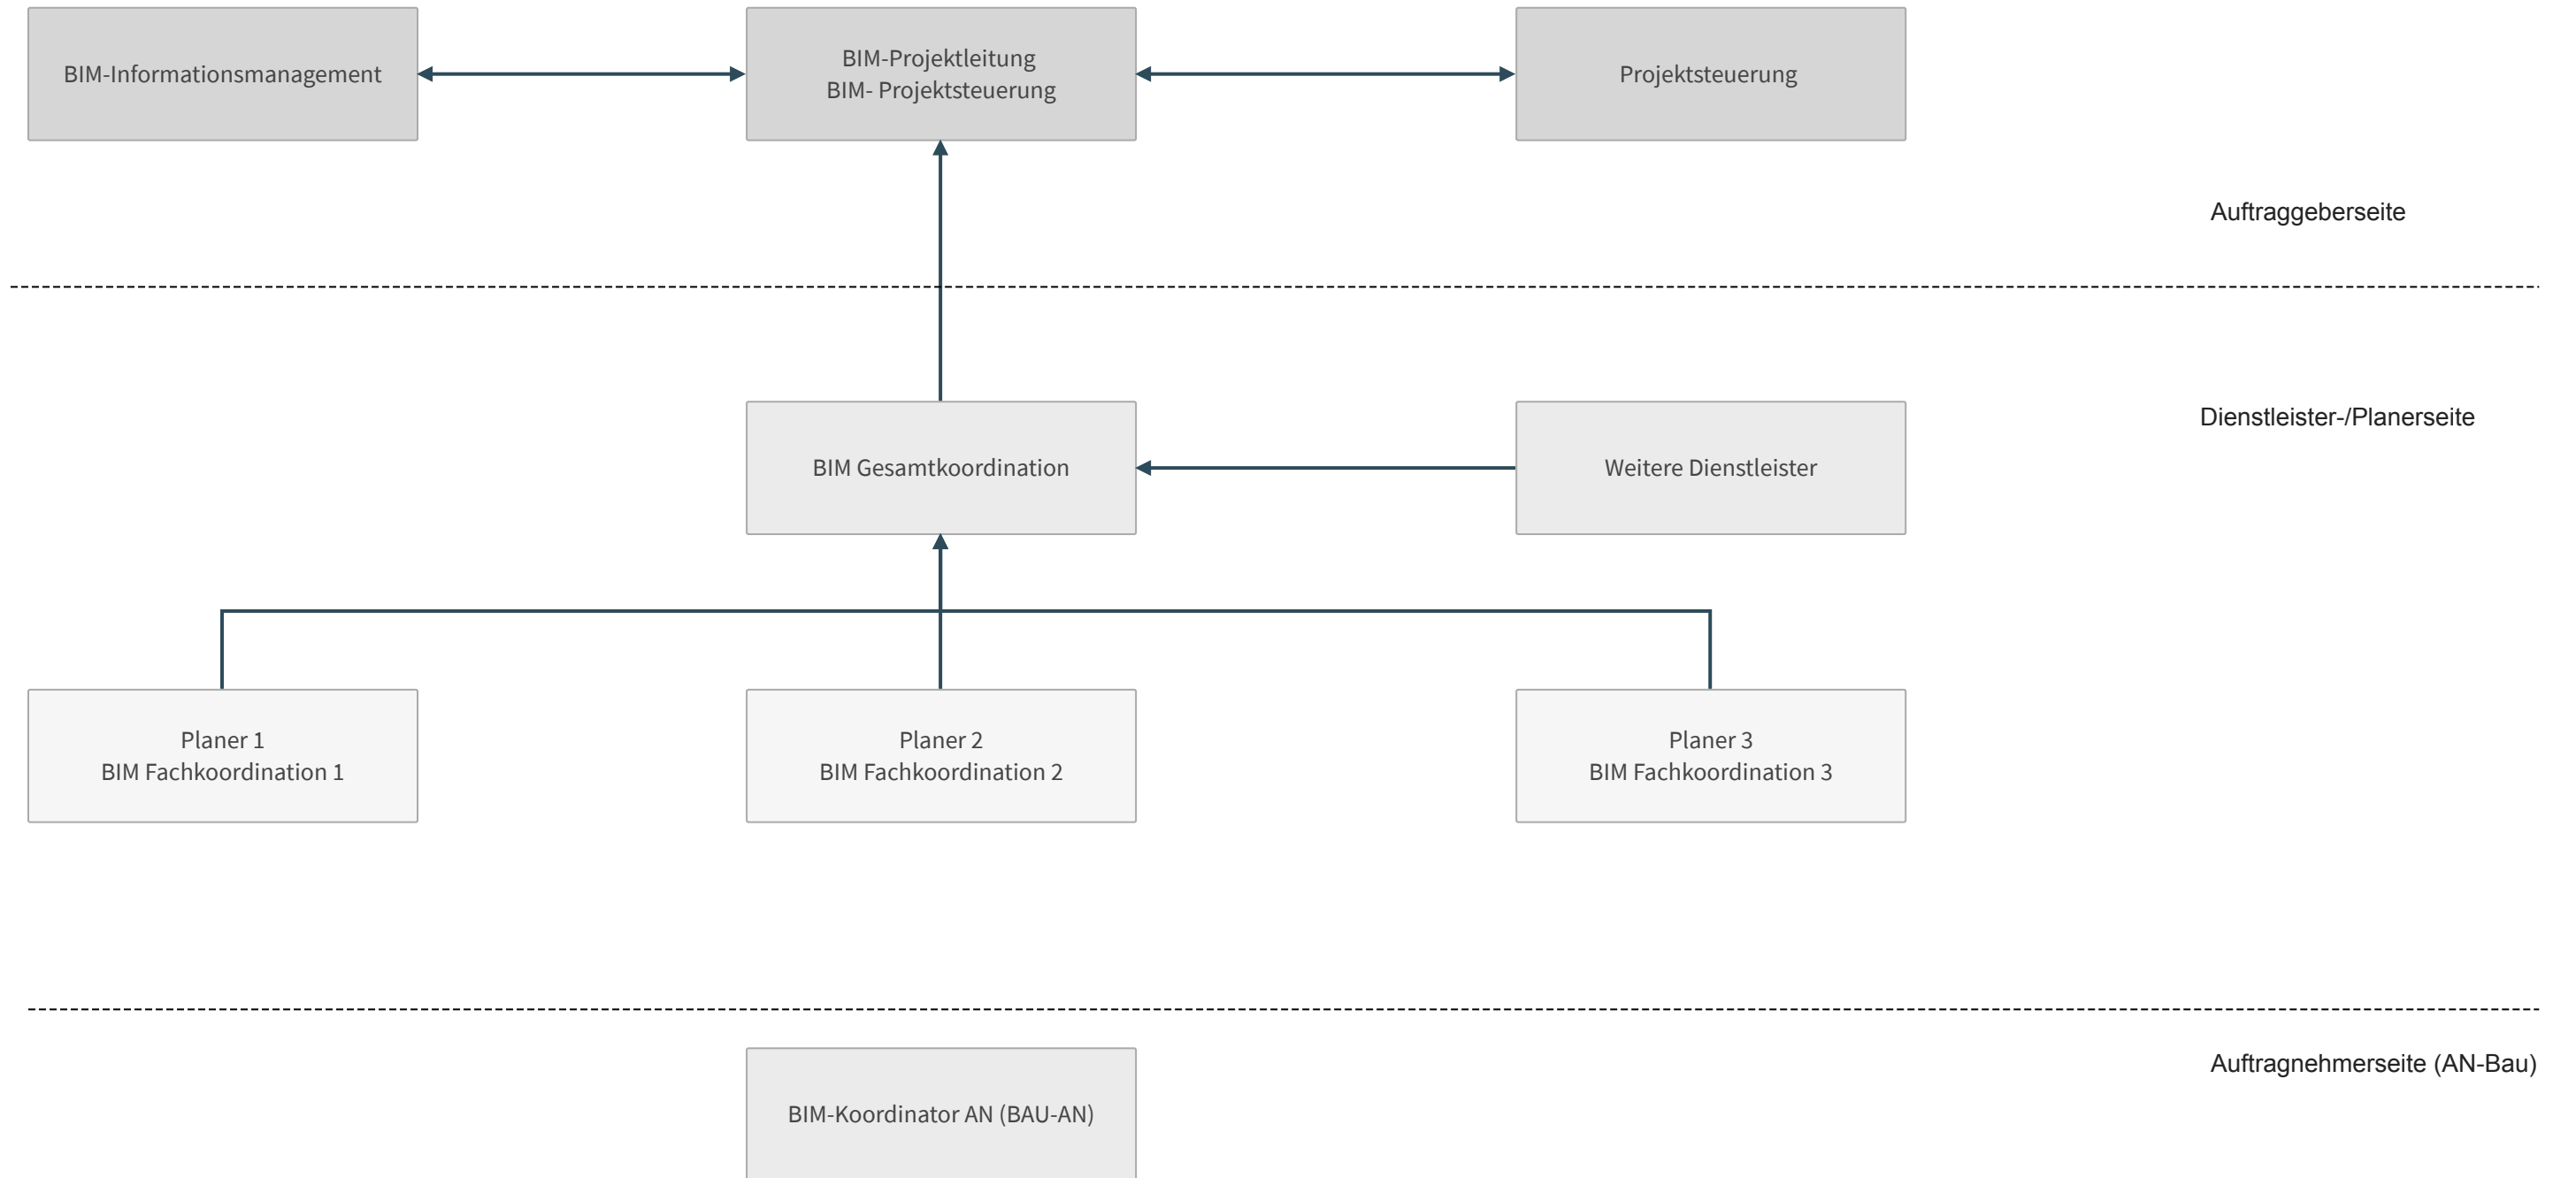 BIM-Informationsmanagement
BIM-Projektleitung
BIM- Projektsteuerung
Projektsteuerung
Auftraggeberseite
Dienstleister-/Planerseite
BIM Gesamtkoordination
Weitere Dienstleister
Planer 1
BIM Fachkoordination 1
Planer 2
BIM Fachkoordination 2
Planer 3
BIM Fachkoordination 3
Auftragnehmerseite (AN-Bau)
BIM-Koordinator AN (BAU-AN)